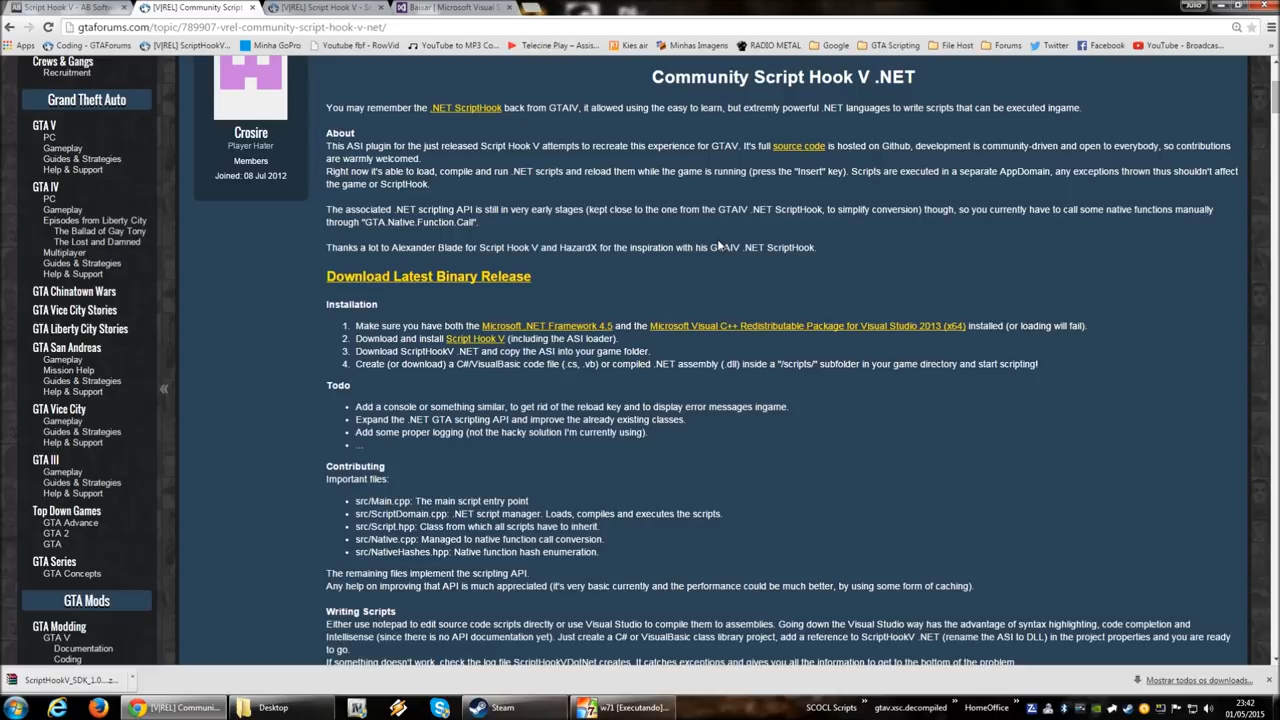 Script Hook V - AB Softwa
[V|REL] Community Script
[V|REL] Script Hook V - S
Baixar | Microsoft Visual S
Julio
gtaforums.com/topic/789907-vrel-community-script-hook-v-net/
Apps
Coding - GTAForums
[V|REL] ScriptHookV...
Minha GoPro
Youtube fbf - RowVid
YouTube to MP3 Co...
Telecine Play – Assis...
Kies air
Minhas Imagens
RADIO METAL
Google
GTA Scripting
File Host
Forums
Twitter
Facebook
YouTube - Broadcas...
Crews & Gangs
Recruitment
Grand Theft Auto
GTA V
PC
Gameplay
Guides & Strategies
Help & Support
GTA IV
PC
Gameplay
Episodes from Liberty City
The Ballad of Gay Tony
The Lost and Damned
Multiplayer
Guides & Strategies
Help & Support
GTA Chinatown Wars
GTA Vice City Stories
GTA Liberty City Stories
GTA San Andreas
Gameplay
Mission Help
Guides & Strategies
Help & Support
GTA Vice City
Gameplay
Guides & Strategies
Help & Support
GTA III
Gameplay
Guides & Strategies
Help & Support
Top Down Games
GTA Advance
GTA 2
GTA
GTA Series
GTA Concepts
GTA Mods
GTA Modding
GTA V
Documentation
Coding
Crosire
Player Hater
Members
Joined: 08 Jul 2012
Community Script Hook V .NET
You may remember the .NET ScriptHook back from GTAIV, it allowed using the easy to learn, but extremly powerful .NET languages to write scripts that can be executed ingame.
About
This ASI plugin for the just released Script Hook V attempts to recreate this experience for GTAV. It's full source code is hosted on Github, development is community-driven and open to everybody, so contributions
are warmly welcomed.
Right now it's able to load, compile and run .NET scripts and reload them while the game is running (press the "Insert" key). Scripts are executed in a separate AppDomain, any exceptions thrown thus shouldn't affect
the game or ScriptHook.
The associated .NET scripting API is still in very early stages (kept close to the one from the GTAIV .NET ScriptHook, to simplify conversion) though, so you currently have to call some native functions manually
through "GTA.Native.Function.Call".
Thanks a lot to Alexander Blade for Script Hook V and HazardX for the inspiration with his GTAIV .NET ScriptHook.
Download Latest Binary Release
Installation
1. Make sure you have both the Microsoft .NET Framework 4.5 and the Microsoft Visual C++ Redistributable Package for Visual Studio 2013 (x64) installed (or loading will fail).
2. Download and install Script Hook V (including the ASI loader).
3. Download ScriptHookV .NET and copy the ASI into your game folder.
4. Create (or download) a C#/VisualBasic code file (.cs, .vb) or compiled .NET assembly (.dll) inside a "/scripts/" subfolder in your game directory and start scripting!
Todo
• Add a console or something similar, to get rid of the reload key and to display error messages ingame.
• Expand the .NET GTA scripting API and improve the already existing classes.
• Add some proper logging (not the hacky solution I'm currently using).
• ...
Contributing
Important files:
• src/Main.cpp: The main script entry point
• src/ScriptDomain.cpp: .NET script manager. Loads, compiles and executes the scripts.
• src/Script.hpp: Class from which all scripts have to inherit.
• src/Native.cpp: Managed to native function call conversion.
• src/NativeHashes.hpp: Native function hash enumeration.
The remaining files implement the scripting API.
Any help on improving that API is much appreciated (it's very basic currently and the performance could be much better, by using some form of caching).
Writing Scripts
Either use notepad to edit source code scripts directly or use Visual Studio to compile them to assemblies. Going down the Visual Studio way has the advantage of syntax highlighting, code completion and
Intellisense (since there is no API documentation yet). Just create a C# or VisualBasic class library project, add a reference to ScriptHookV .NET (rename the ASI to DLL) in the project properties and you are ready
to go.
If something doesn't work, check the log file ScriptHookVDotNet creates. It catches exceptions and gives you all the information to get to the bottom of the problem
ScriptHookV_SDK_1.0....z...
Mostrar todos os downloads...
[V|REL] Communi...
Desktop
Steam
w71 [Executando]...
SCOCL Scripts
gtav.xsc.decompiled
HomeOffice
23:42
01/05/2015